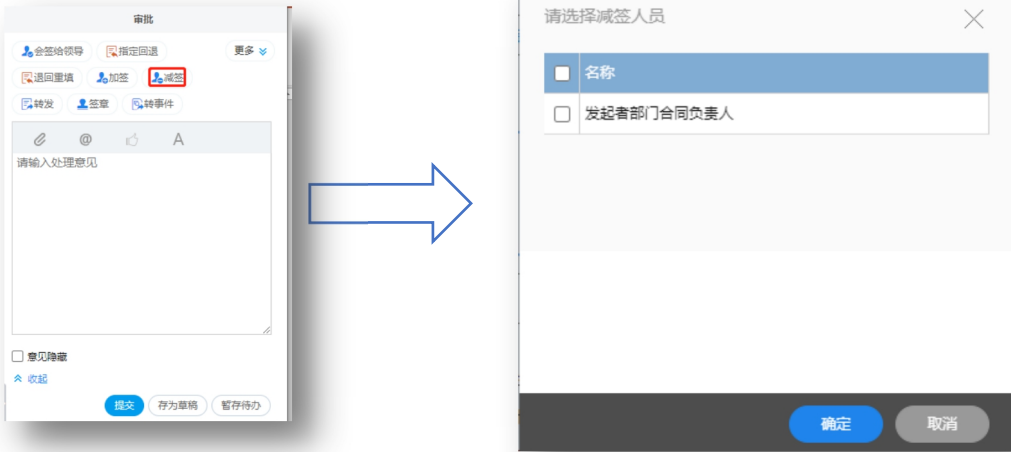 审批
会签给领导 指定回退 更多
退回重填 加签 减签
转发 签章 转事件
@ A
请输入处理意见
意见隐藏
收起
提交 存为草稿 暂存待办
请选择减签人员
名称
发起者部门合同负责人
确定 取消